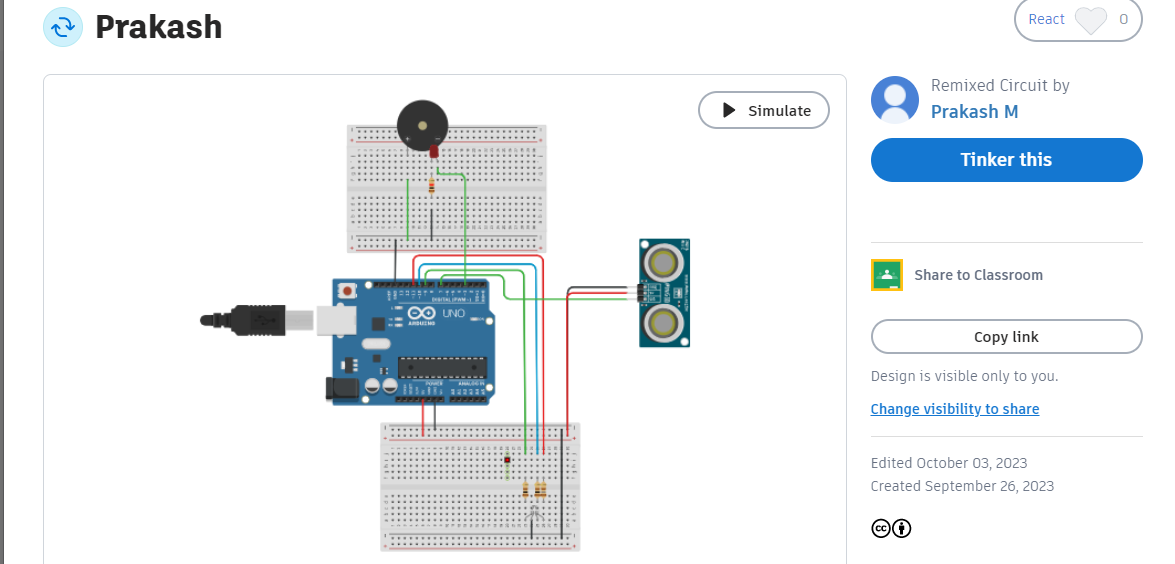 Prakash
React 0
Simulate
Remixed Circuit by
Prakash M
Tinker this
Share to Classroom
Copy link
Design is visible only to you.
Change visibility to share
Edited October 03, 2023
Created September 26, 2023
cc
DIGITAL (PWM~)
UNO
ARDUINO
POWER
ANALOG IN